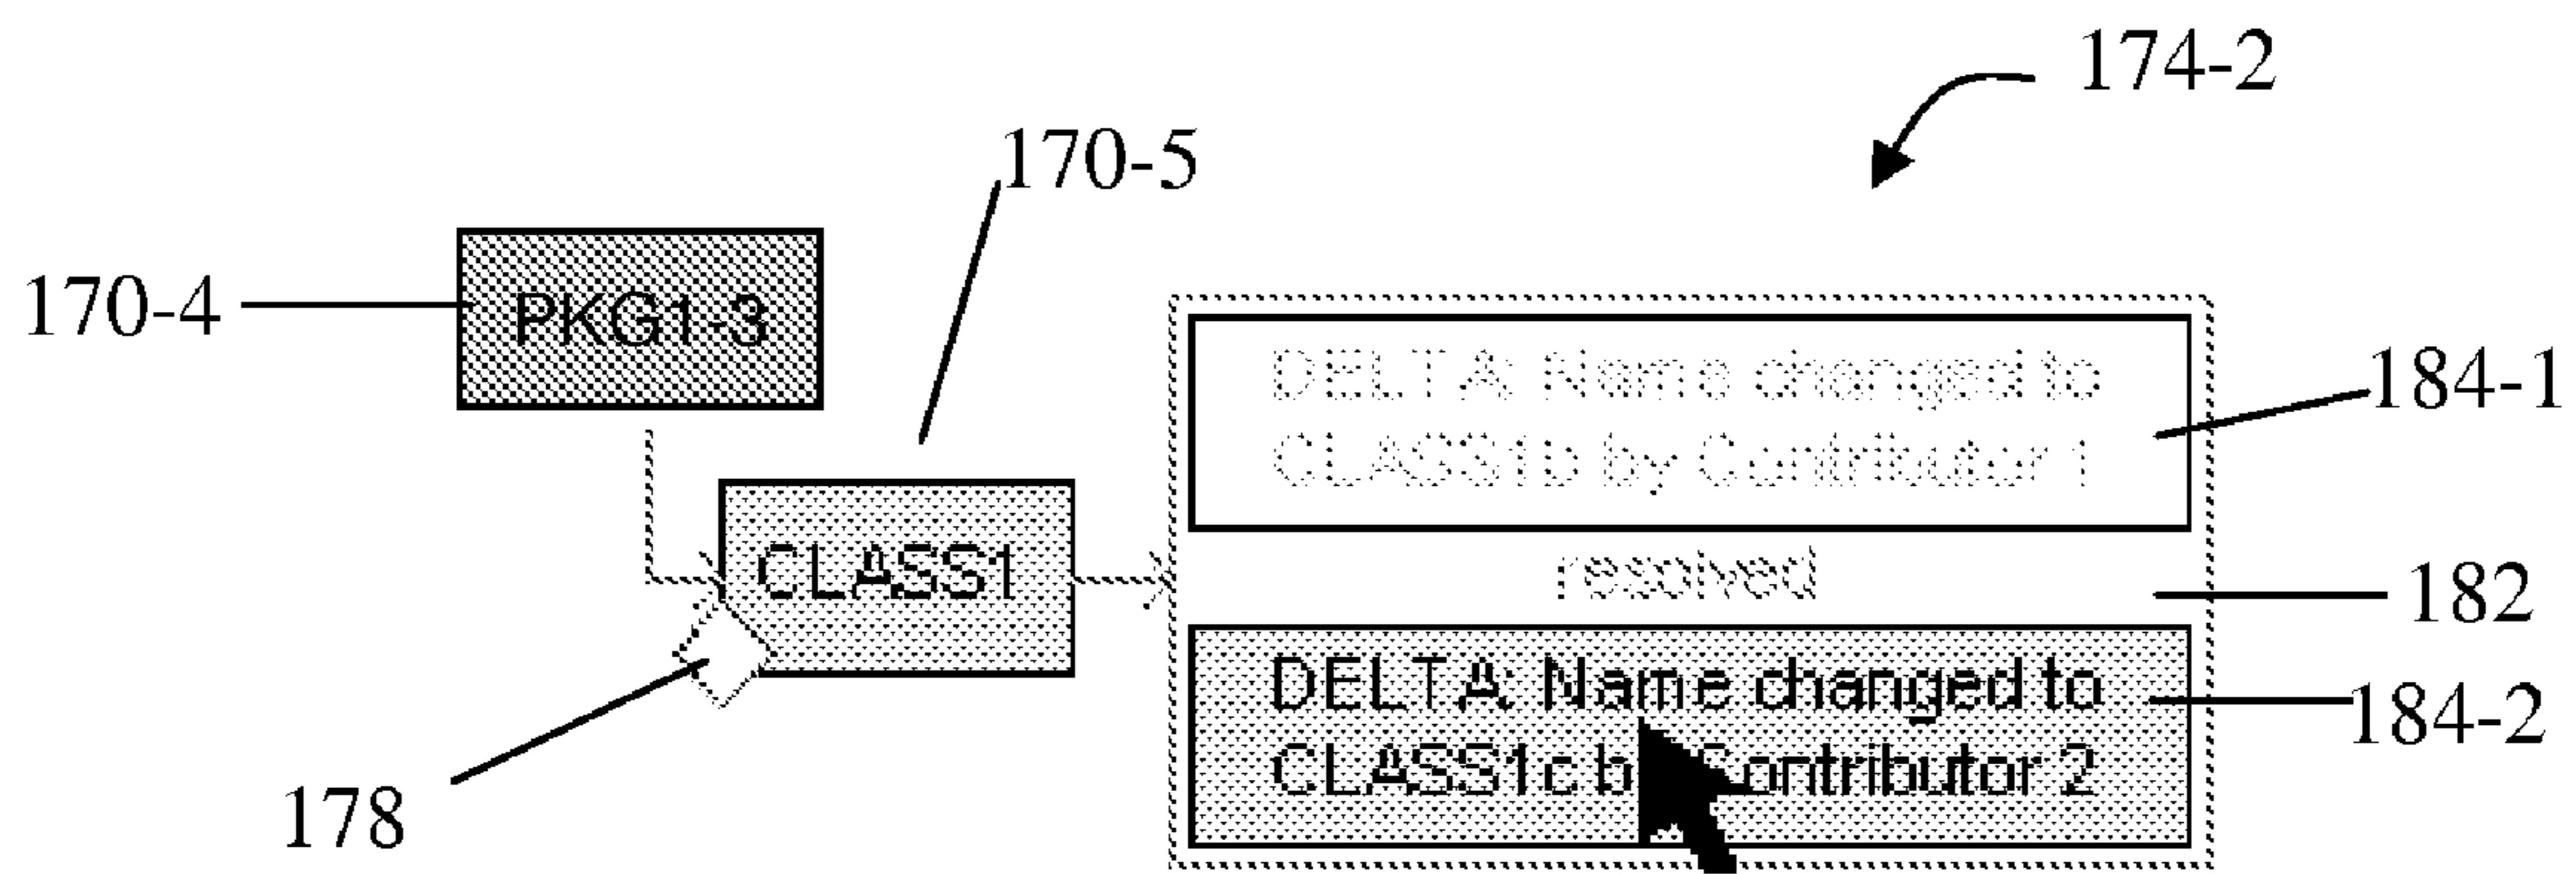 174-2
170-5
170-4
PKG1-3
DELTA: Name changed to
CLASS1b by Contributor 1
184-1
CLASS1
resolved
182
DELTA: Name changed to
CLASS1c b Contributor 2
184-2
178